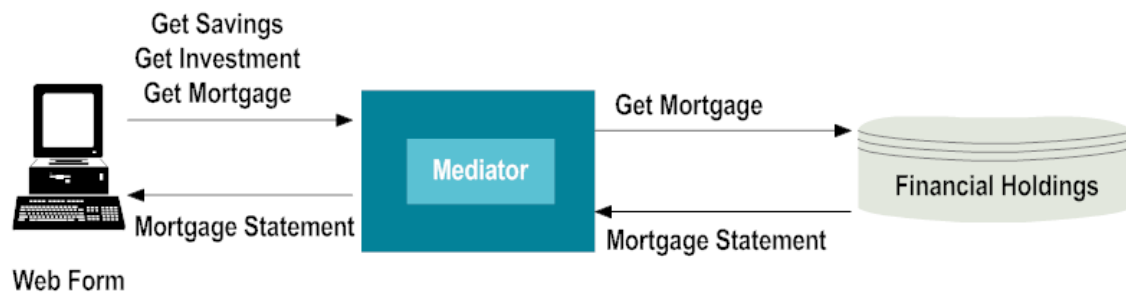 Get Savings
Get Investment
Get Mortgage
Get Mortgage
Mediator
Financial Holdings
Mortgage Statement
Mortgage Statement
Web Form